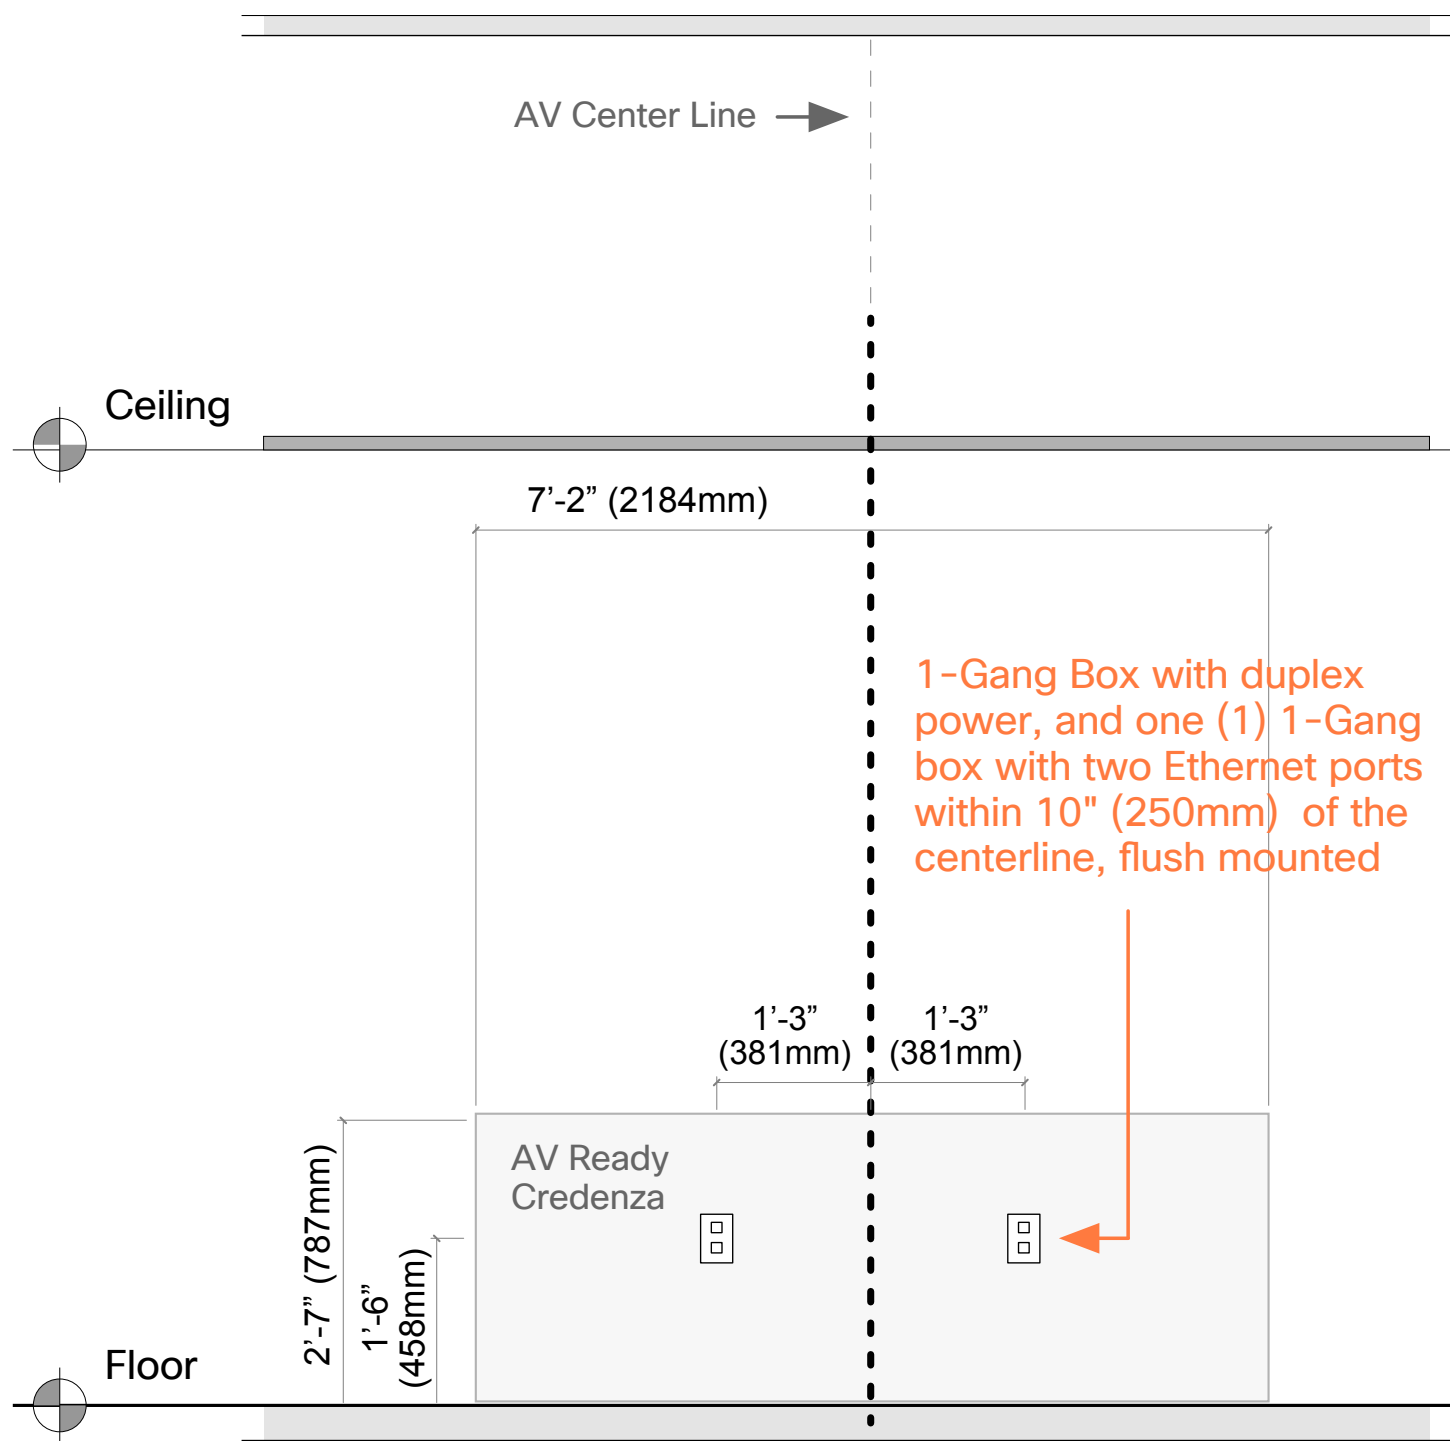 AV Center Line
Ceiling
7’-2” (2184mm)
1-Gang Box with duplex
power, and one (1) 1-Gang
box with two Ethernet ports
within 10" (250mm)  of the
centerline, flush mounted
1’-3”
(381mm)
1’-3”
(381mm)
AV Ready
Credenza
2’-7” (787mm)
1’-6”
(458mm)
Floor